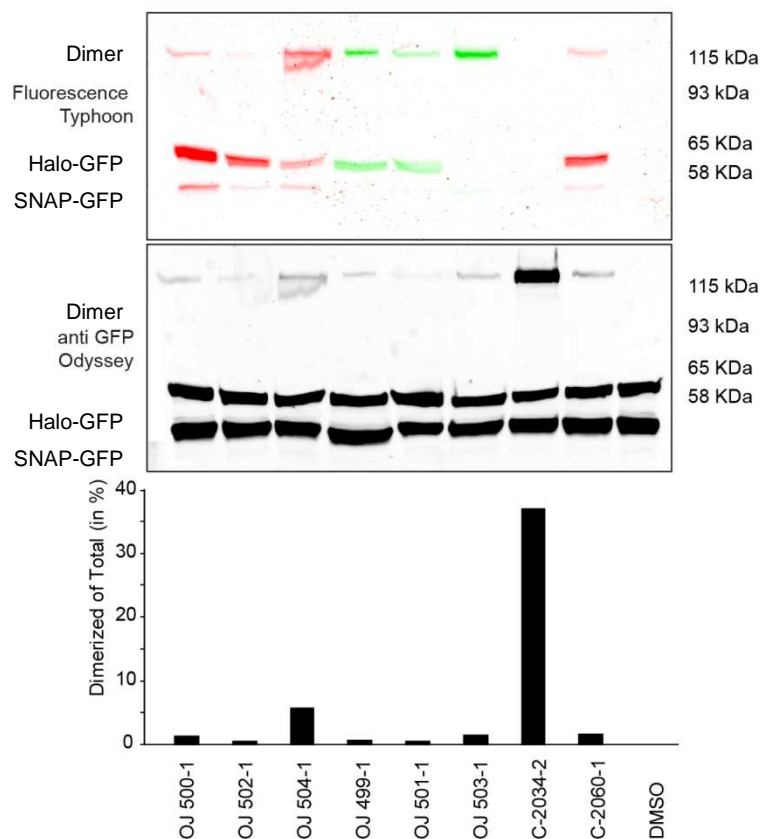 Dimer
Fluorescence
Typhoon
Halo-GFP
SNAP-GFP
115 kDa
93 kDa
65 KDa
58 KDa
Dimer
anti GFP
Odyssey
Halo-GFP
SNAP-GFP
115 kDa
93 kDa
65 KDa
58 KDa
Dimerized of Total (in %)
40
30
20
10
0
OJ 500-1
OJ 502-1
OJ 504-1
OJ 499-1
OJ 501-1
OJ 503-1
C-2034-2
C-2060-1
DMSO